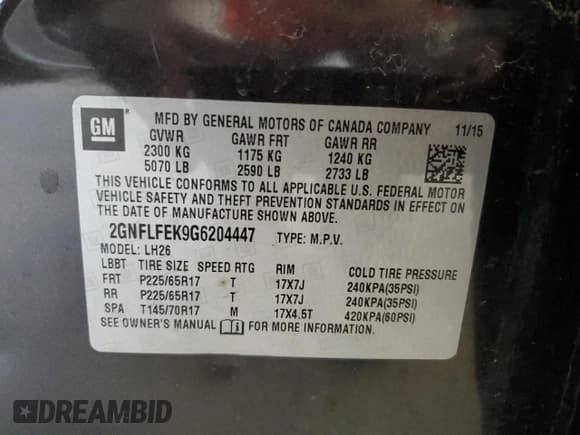 GM
MFD BY GENERAL MOTORS OF CANADA COMPANY 11/15
GVWR GAWR FRT GAWR RR
2300 KG 1175 KG 1240 KG
5070 LB 2590 LB 2733 LB
THIS VEHICLE CONFORMS TO ALL APPLICABLE U.S. FEDERAL MOTOR
VEHICLE SAFETY AND THEFT PREVENTION STANDARDS IN EFFECT ON
THE DATE OF MANUFACTURE SHOWN ABOVE.
2GNFLFEK9G6204447 TYPE: M.P.V.
MODEL: LH26
LBBT TIRE SIZE SPEED RTG RIM COLD TIRE PRESSURE
FRT P225/65R17 T 17X7J 240KPA(35PSI)
RR P225/65R17 T 17X7J 240KPA(35PSI)
SPA T145/70R17 M 17X4.5T 420KPA(60PSI)
SEE OWNER'S MANUAL FOR MORE INFORMATION.
DREAMBID